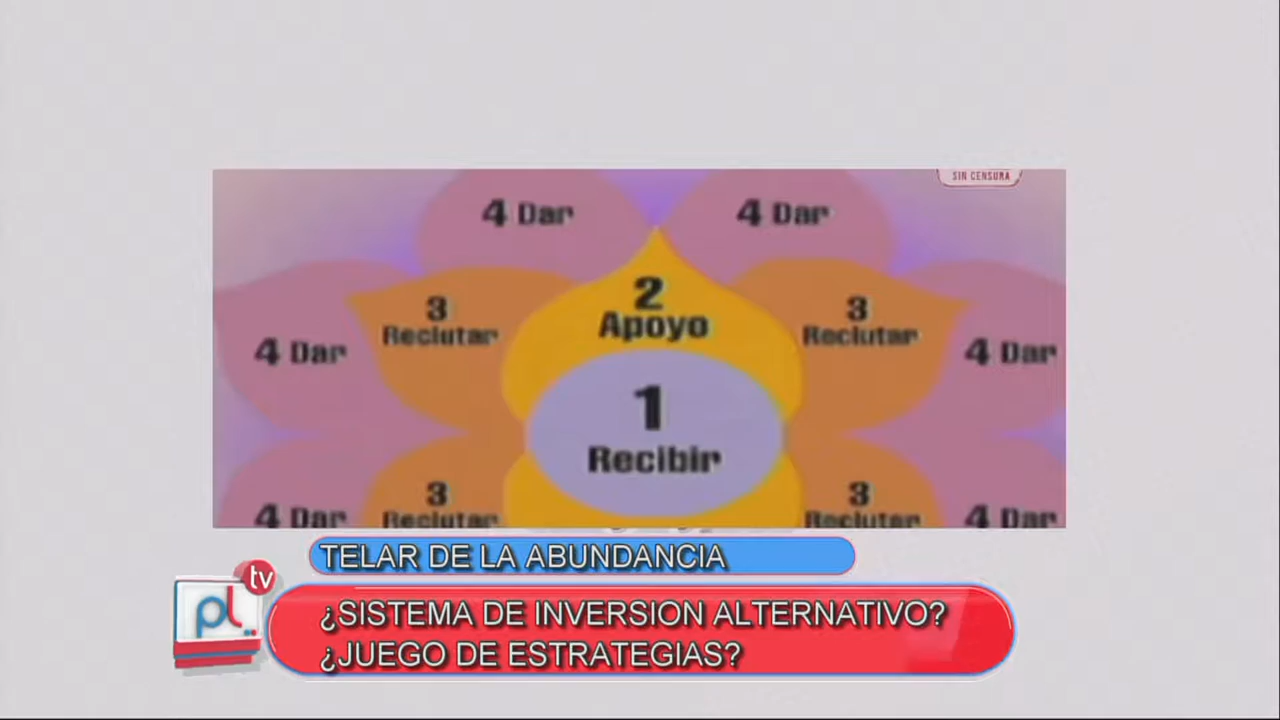 SIN CENSURA
4 Dar
4 Dar
2
Apoyo
3
Reclutar
3
Reclutar
4 Dar
4 Dar
1
Recibir
3
Reclutar
3
Reclutar
4 Dar
4 Dar
TELAR DE LA ABUNDANCIA
tv
pl
¿SISTEMA DE INVERSION ALTERNATIVO?
¿JUEGO DE ESTRATEGIAS?